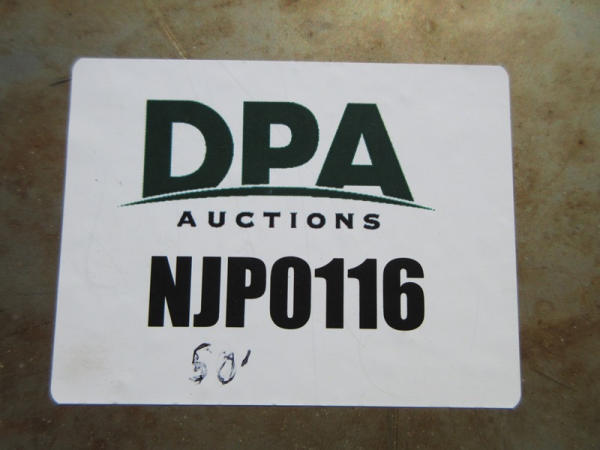 DPA
AUCTIONS
NJP0116
50'